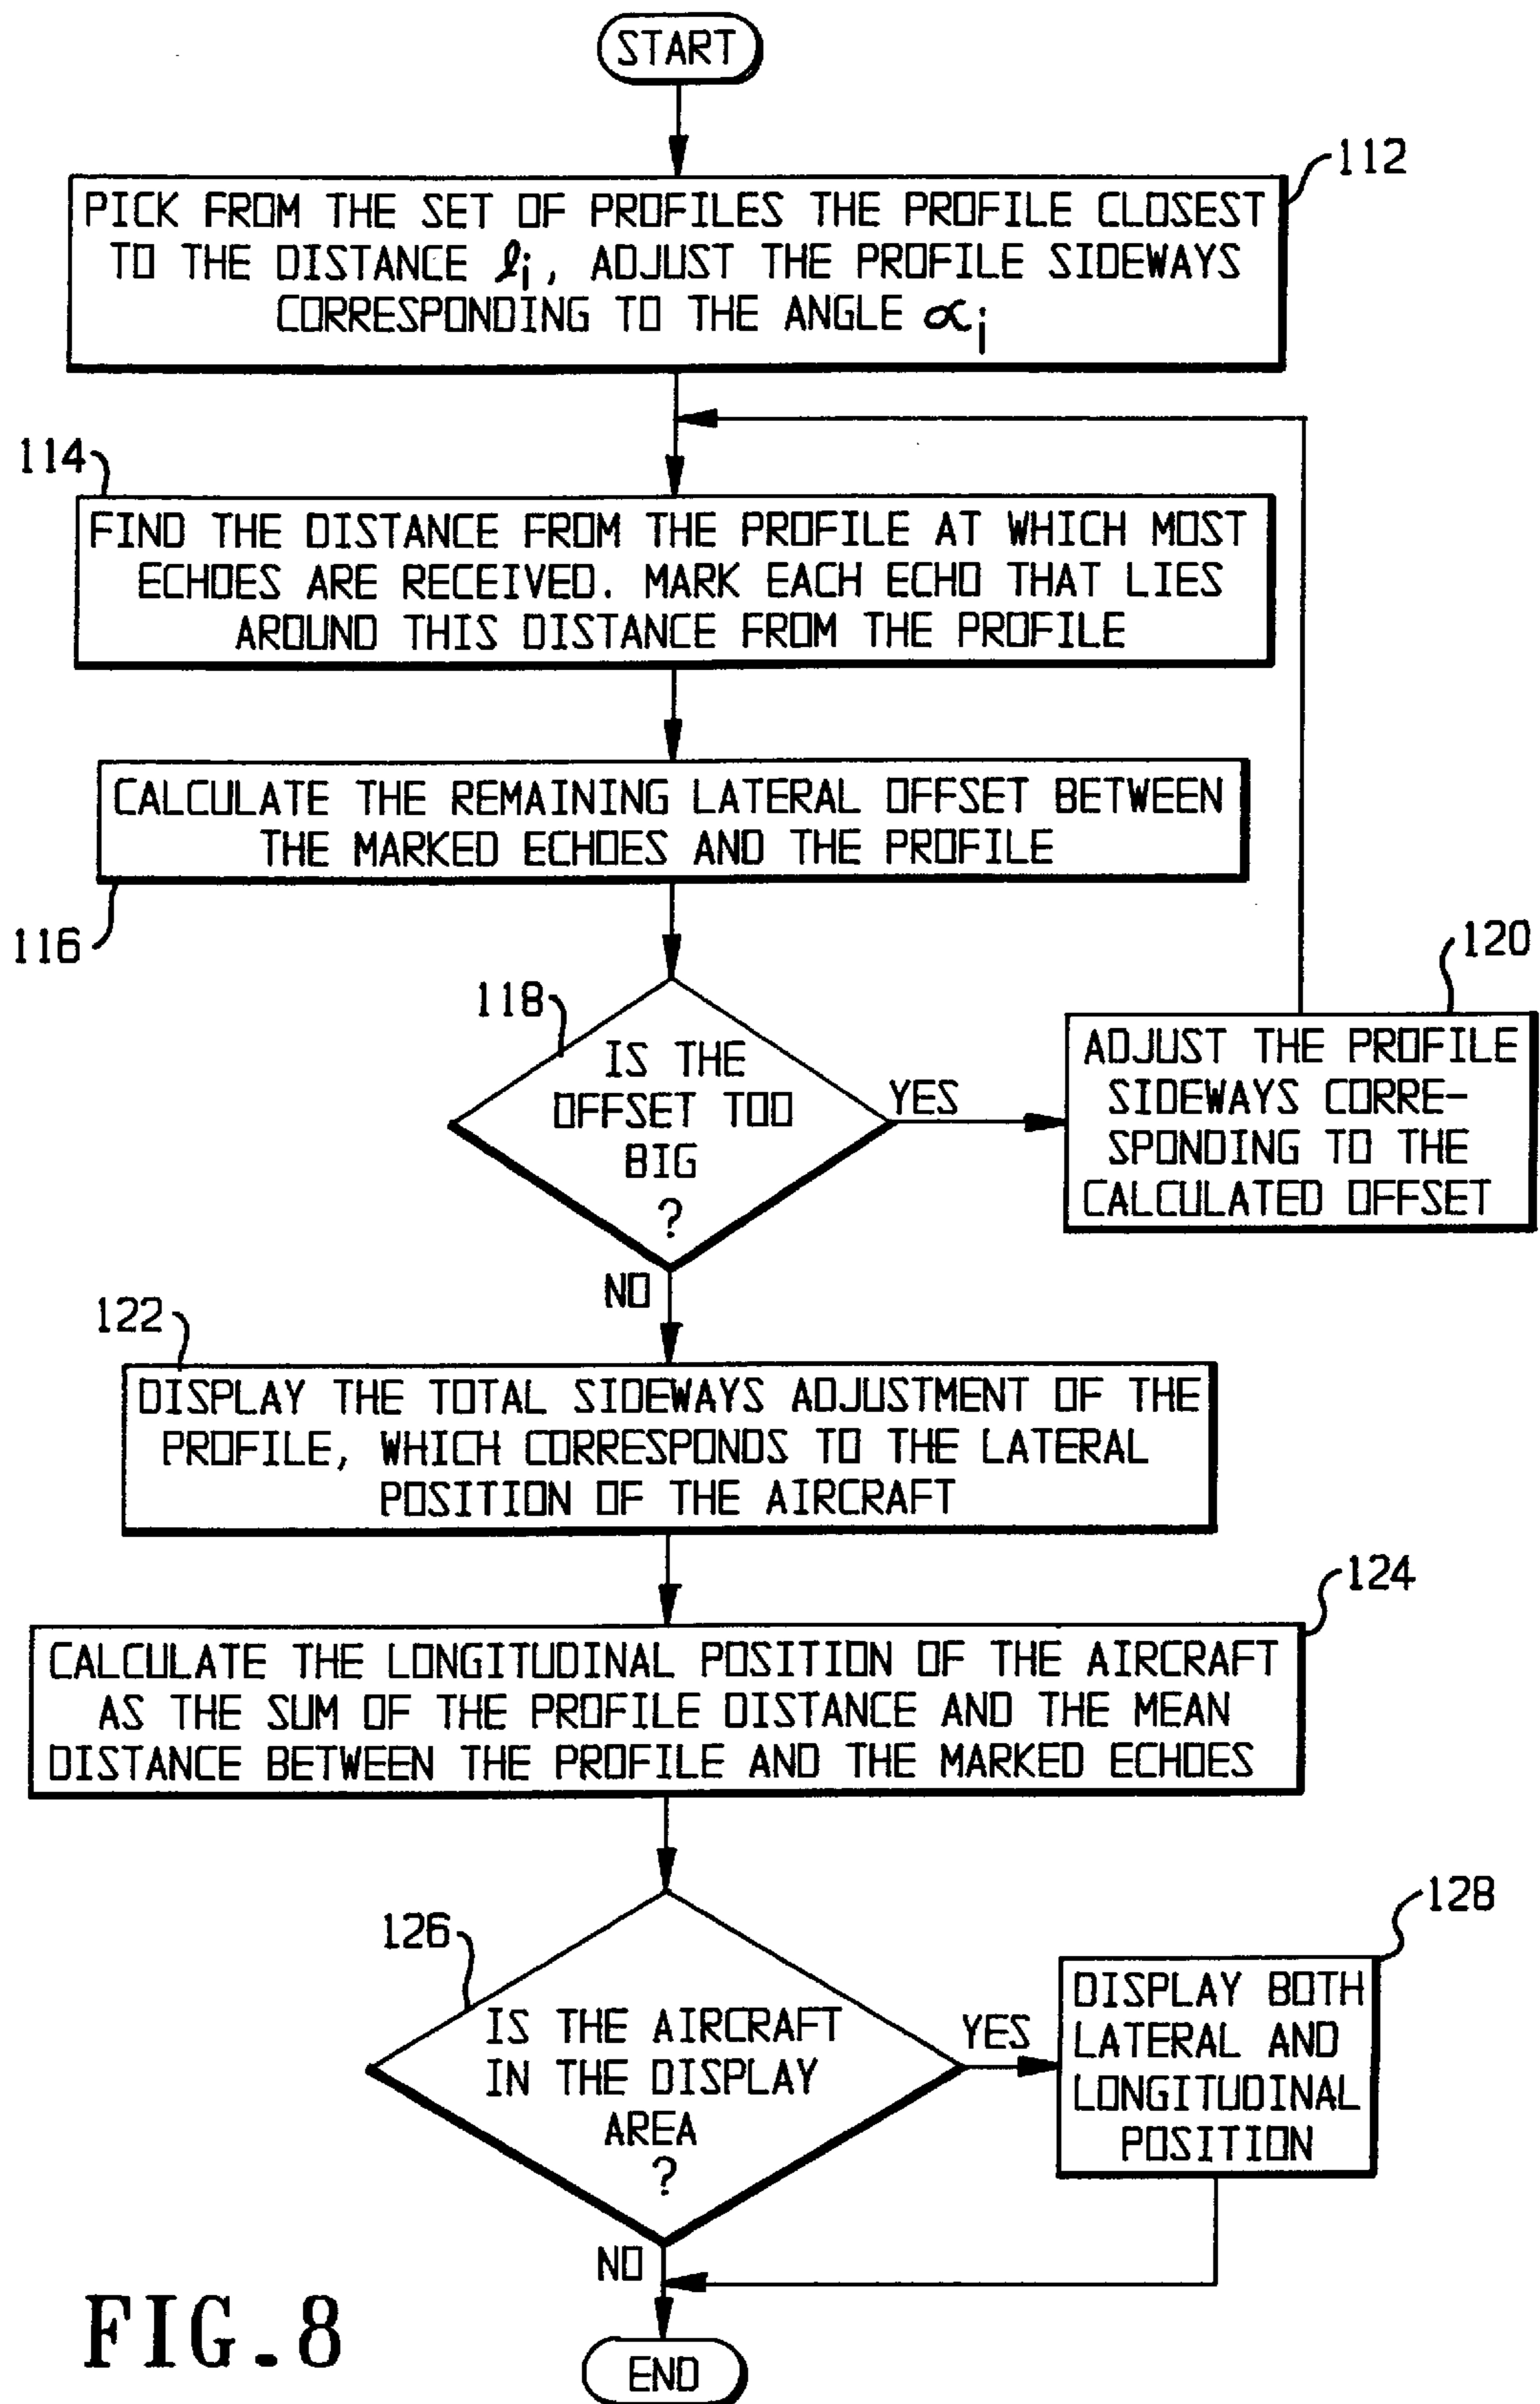 START
112
PICK FROM THE SET OF PROFILES THE PROFILE CLOSEST
TO THE DISTANCE ℓi, ADJUST THE PROFILE SIDEWAYS
CORRESPONDING TO THE ANGLE αi
114
FIND THE DISTANCE FROM THE PROFILE AT WHICH MOST
ECHOES ARE RECEIVED. MARK EACH ECHO THAT LIES
AROUND THIS DISTANCE FROM THE PROFILE
CALCULATE THE REMAINING LATERAL OFFSET BETWEEN
THE MARKED ECHOES AND THE PROFILE
116
118
IS THE
OFFSET TOO
BIG
?
YES
NO
120
ADJUST THE PROFILE
SIDEWAYS CORRE-
SPONDING TO THE
CALCULATED OFFSET
122
DISPLAY THE TOTAL SIDEWAYS ADJUSTMENT OF THE
PROFILE, WHICH CORRESPONDS TO THE LATERAL
POSITION OF THE AIRCRAFT
124
CALCULATE THE LONGITUDINAL POSITION OF THE AIRCRAFT
AS THE SUM OF THE PROFILE DISTANCE AND THE MEAN
DISTANCE BETWEEN THE PROFILE AND THE MARKED ECHOES
126
IS THE AIRCRAFT
IN THE DISPLAY
AREA
?
YES
128
DISPLAY BOTH
LATERAL AND
LONGITUDINAL
POSITION
NO
END
FIG.8